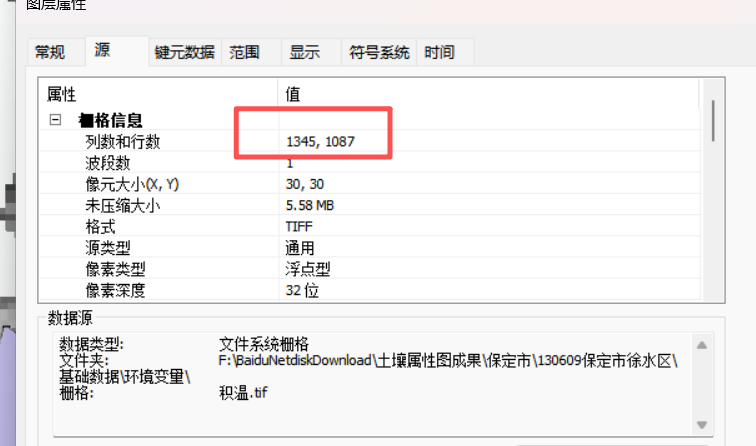 图层属性
常规 源 键元数据 范围 显示 符号系统 时间
属性 值
栅格信息
列数和行数 1345, 1087
波段数 1
像元大小(X, Y) 30, 30
未压缩大小 5.58 MB
格式 TIFF
源类型 通用
像素类型 浮点型
像素深度 32 位
数据源
数据类型: 文件系统栅格
文件夹: F:\BaiduNetdiskDownload\土壤属性图成果\保定市\130609保定市徐水区\
基础数据\环境变量\
栅格: 积温.tif